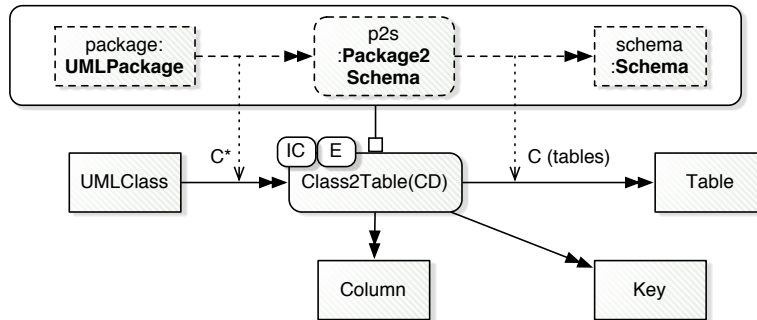 package:
UMLPackage
p2s
:Package2
Schema
schema
:Schema
C*
IC
E
C (tables)
UMLClass
Class2Table(CD)
Table
Column
Key